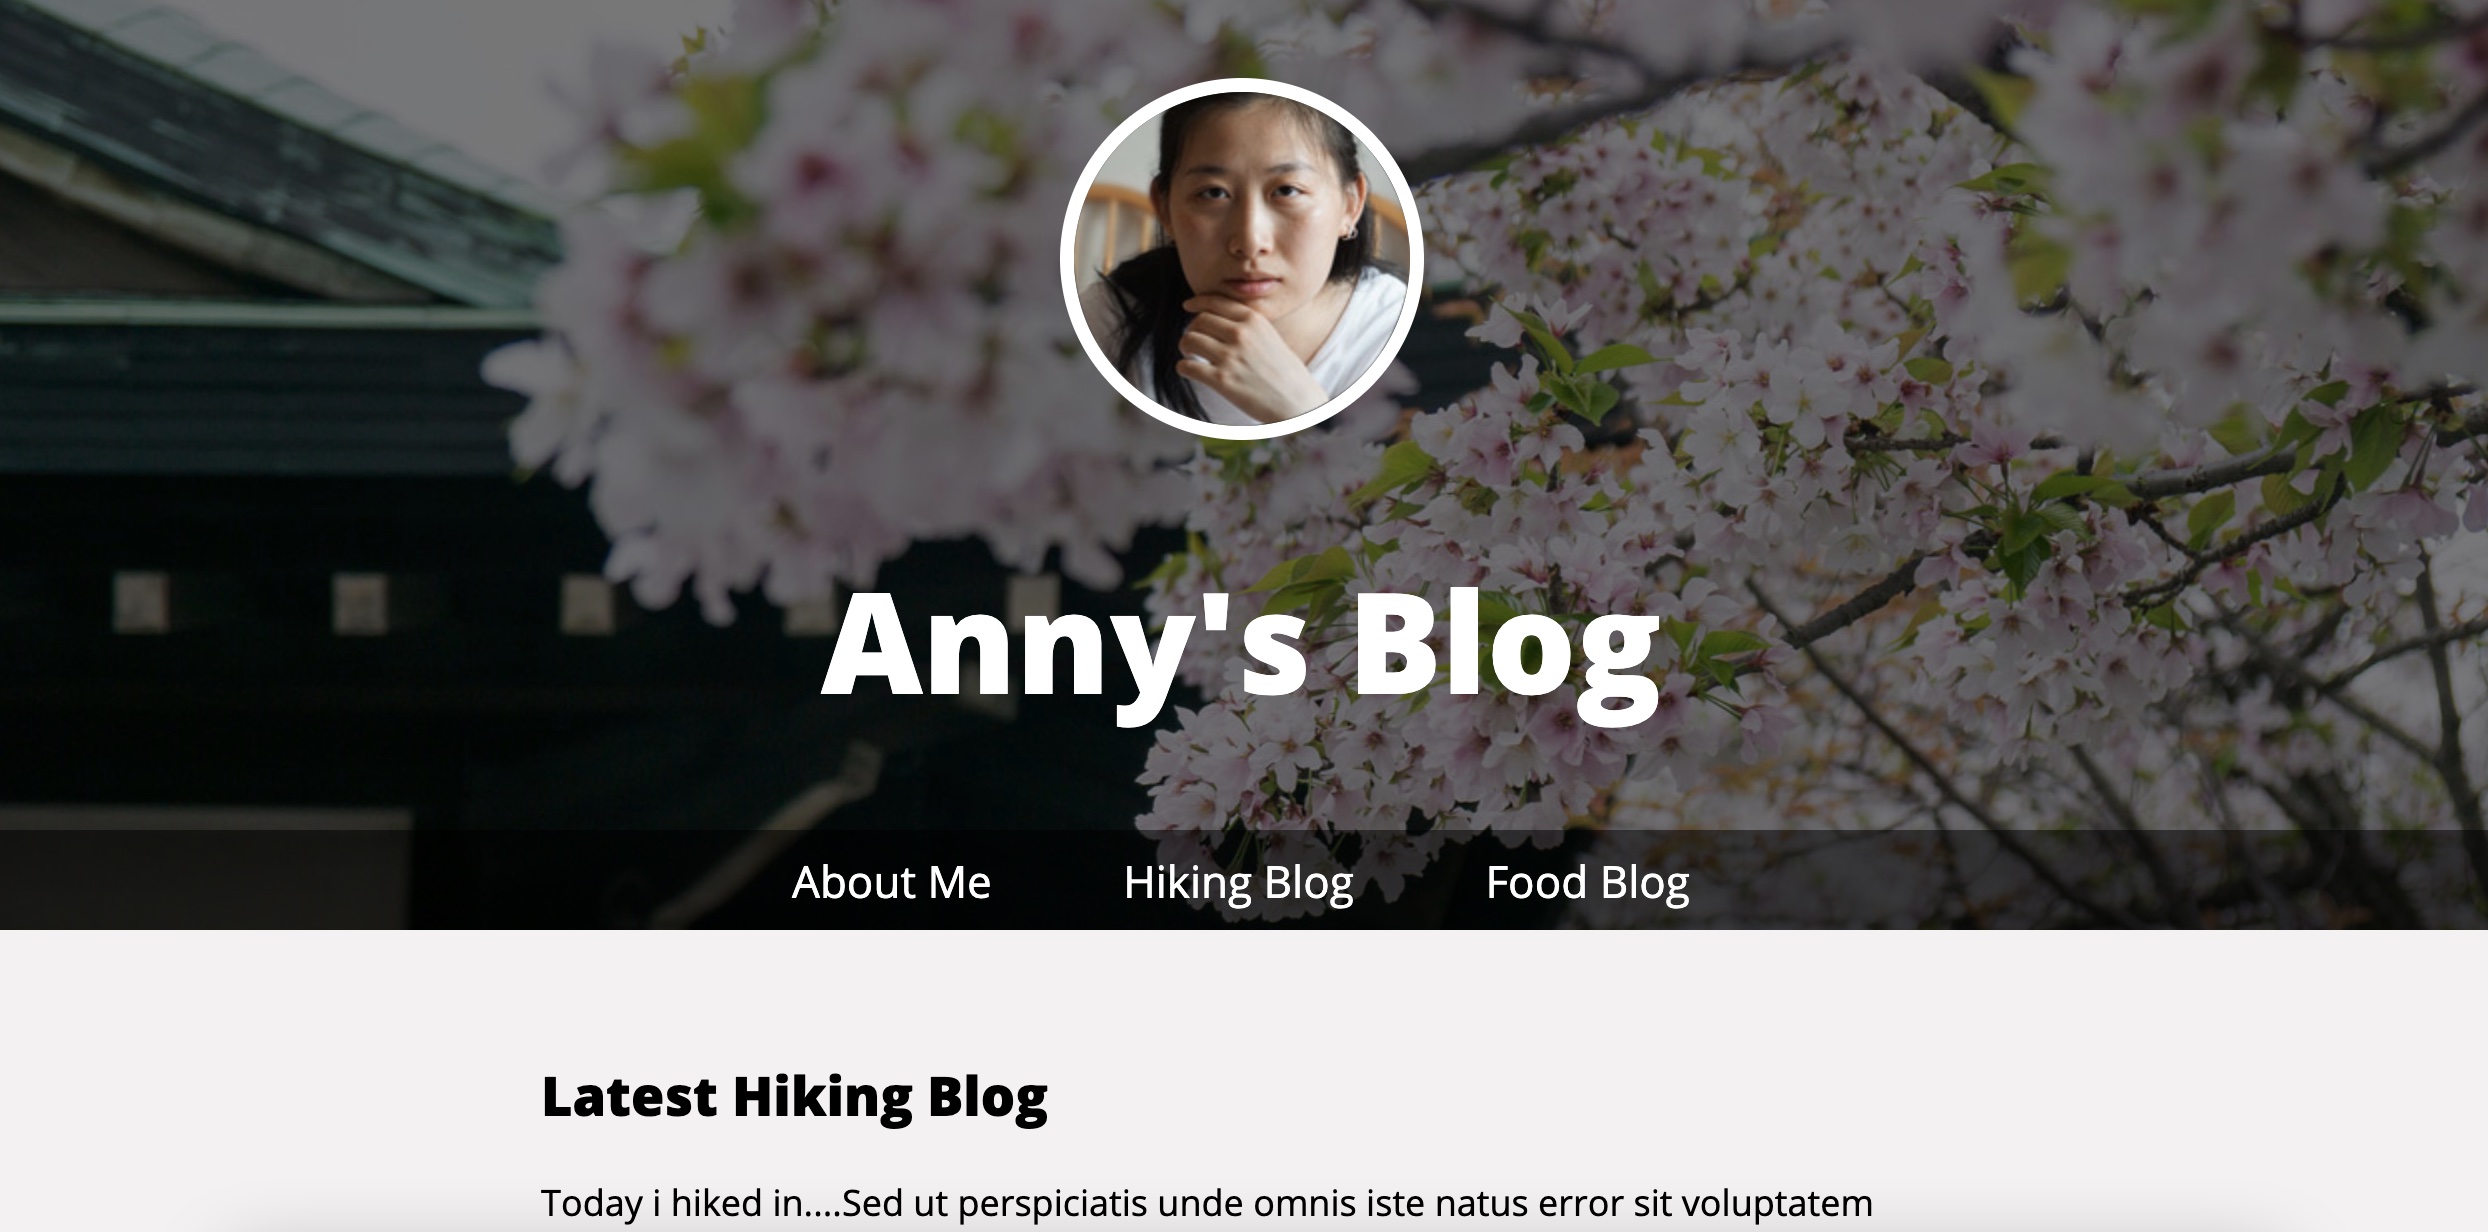 Anny's Blog
About Me
Hiking Blog
Food Blog
Latest Hiking Blog
Today i hiked in....Sed ut perspiciatis unde omnis iste natus error sit voluptatem